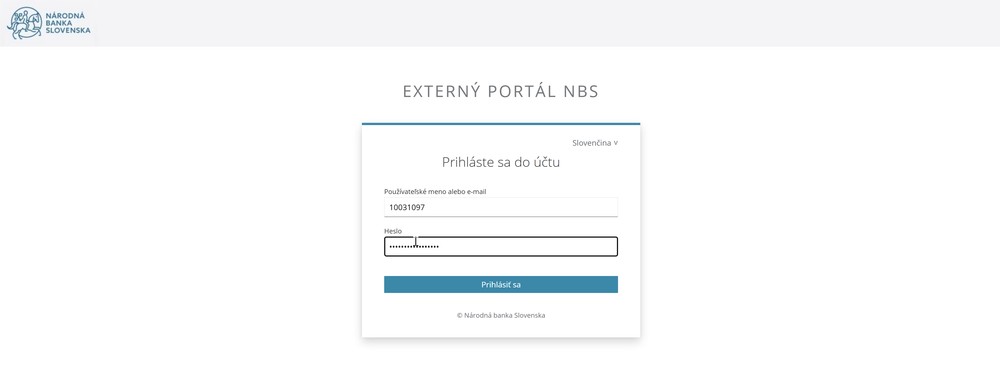 NÁRODNÁ
BANKA
SLOVENSKA
EXTERNÝ PORTÁL NBS
Slovenčina v
Prihláste sa do účtu
Používateľské meno alebo e-mail
10031097
Heslo
•••••••••••••••••
Prihlásiť sa
© Národná banka Slovenska